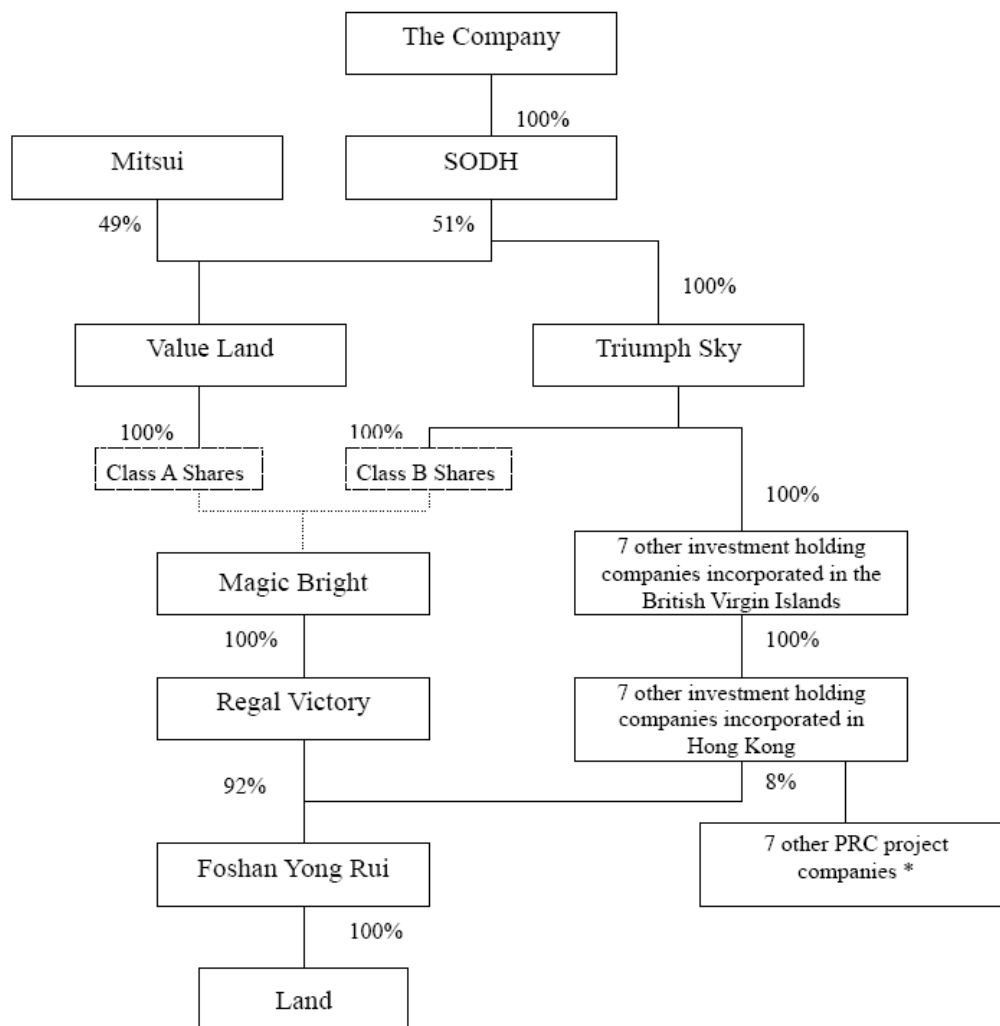 The Company
100%
Mitsui
SODH
49%
51%
100%
Value Land
Triumph Sky
100%
100%
Class A Shares
Class B Shares
100%
7 other investment holding
companies incorporated in the
British Virgin Islands
Magic Bright
100%
100%
Regal Victory
7 other investment holding
companies incorporated in
Hong Kong
92%
8%
Foshan Yong Rui
7 other PRC project
companies *
100%
Land